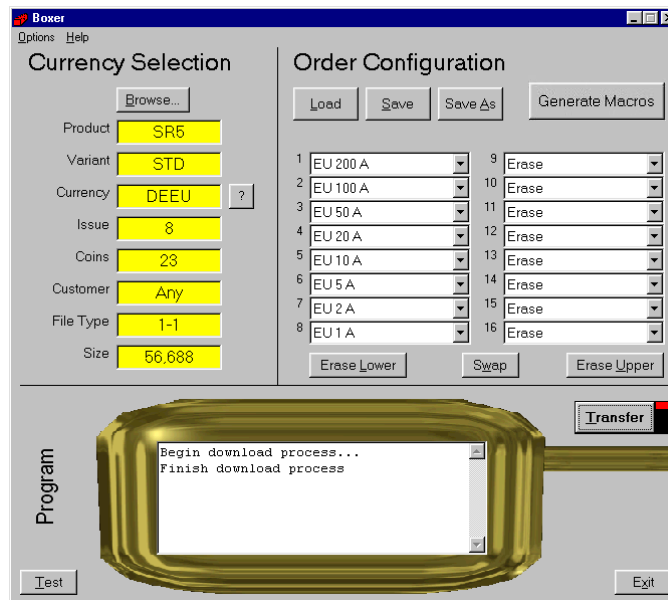 Boxer
Options Help
Currency Selection
Browse...
Product SR5
Variant STD
Currency DEEU ?
Issue 8
Coins 23
Customer Any
File Type 1-1
Size 56,688
Order Configuration
Load Save Save As Generate Macros
1 EU 200 A 9 Erase
2 EU 100 A 10 Erase
3 EU 50 A 11 Erase
4 EU 20 A 12 Erase
5 EU 10 A 13 Erase
6 EU 5 A 14 Erase
7 EU 2 A 15 Erase
8 EU 1 A 16 Erase
Erase Lower Swap Erase Upper
Transfer
Program
Begin download process...
Finish download process
Test Exit